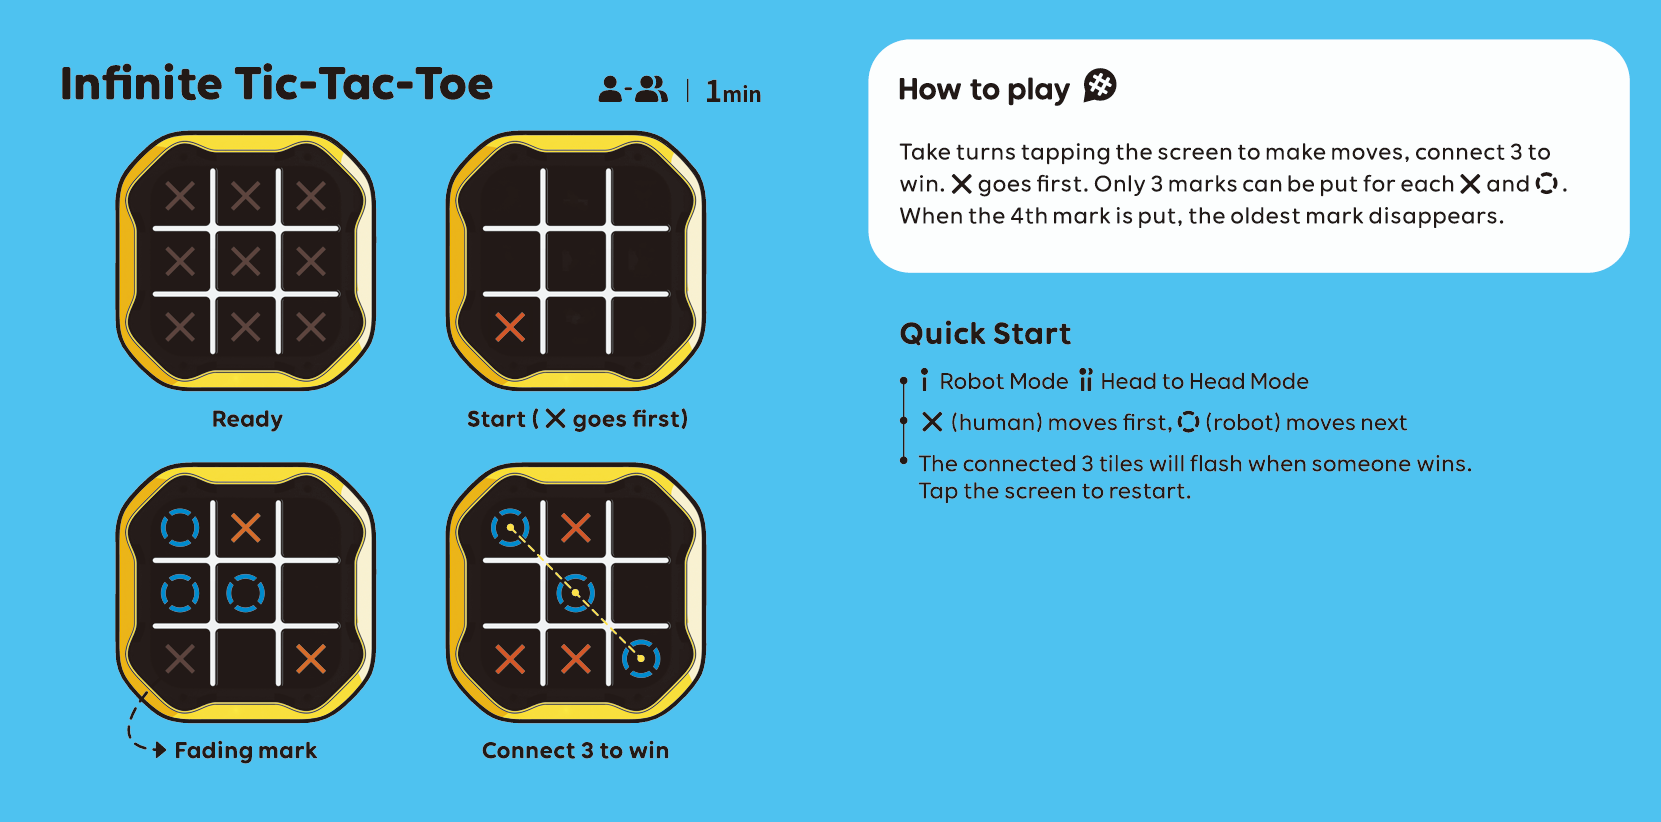 Infinite Tic-Tac-Toe
1min
Ready
Start ( X goes first)
Fading mark
Connect 3 to win
How to play
Take turns tapping the screen to make moves, connect 3 to
win. X goes first. Only 3 marks can be put for each X and O.
When the 4th mark is put, the oldest mark disappears.
Quick Start
Robot Mode Head to Head Mode
X (human) moves first, O (robot) moves next
The connected 3 tiles will flash when someone wins.
Tap the screen to restart.